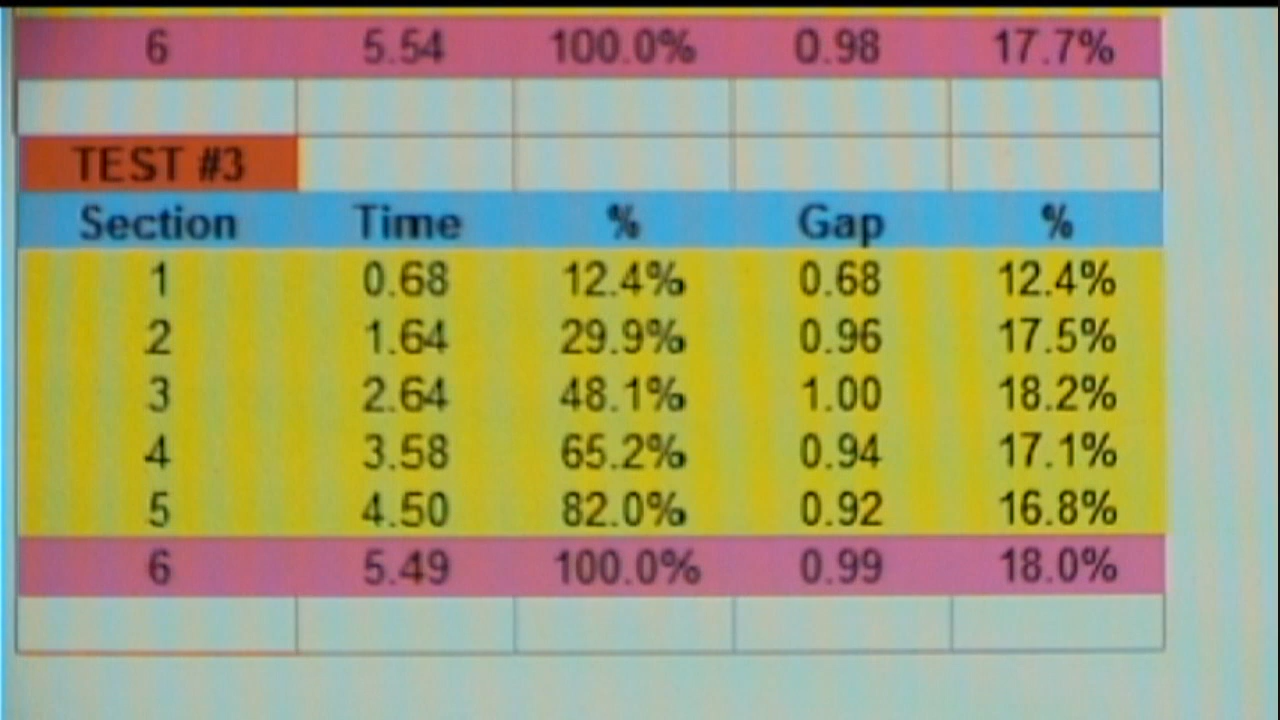 6 5.54 100.0% 0.98 17.7%
TEST #3
Section Time % Gap %
1 0.68 12.4% 0.68 12.4%
2 1.64 29.9% 0.96 17.5%
3 2.64 48.1% 1.00 18.2%
4 3.58 65.2% 0.94 17.1%
5 4.50 82.0% 0.92 16.8%
6 5.49 100.0% 0.99 18.0%